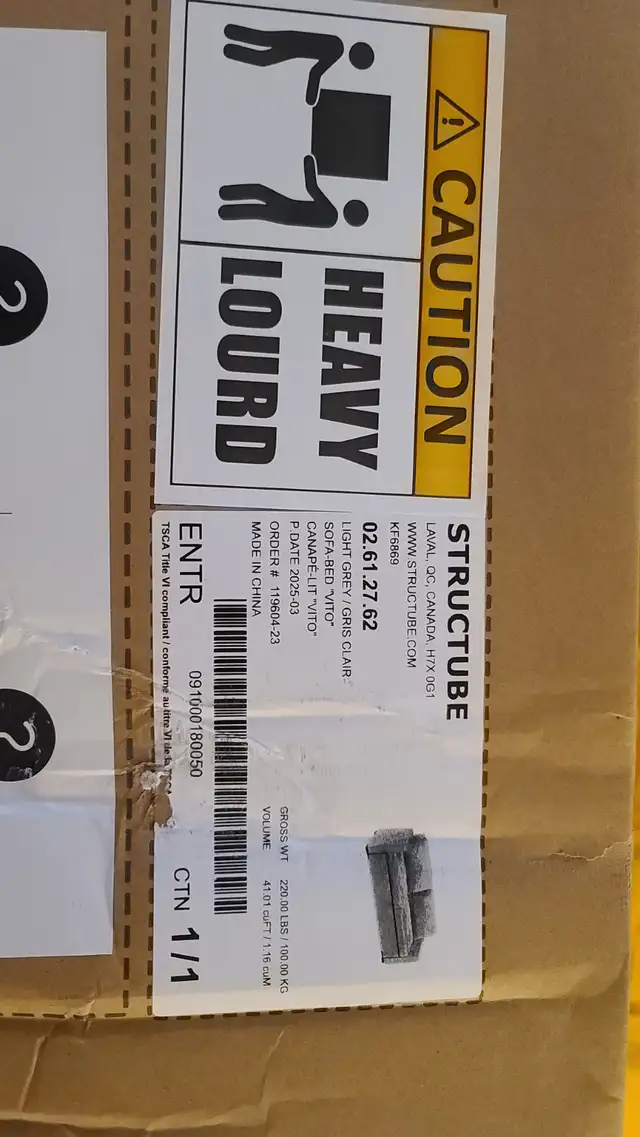 CAUTION
HEAVY
LOURD
STRUCTUBE
LAVAL, QC, CANADA, H7X 0G1
WWW.STRUCTUBE.COM
KF6869
02.61.27.62
LIGHT GREY / GRIS CLAIR
SOFA-BED "VITO"
CANAPÉ-LIT "VITO"
P.DATE 2025-03
ORDER # 119604-23
MADE IN CHINA
GROSS WT 220.00 LBS / 100.00 KG
VOLUME 41.01 cuFT / 1.16 cuM
ENTR
091000180050
CTN 1/1
TSCA Title VI compliant / conforme au titre VI de la
?
?